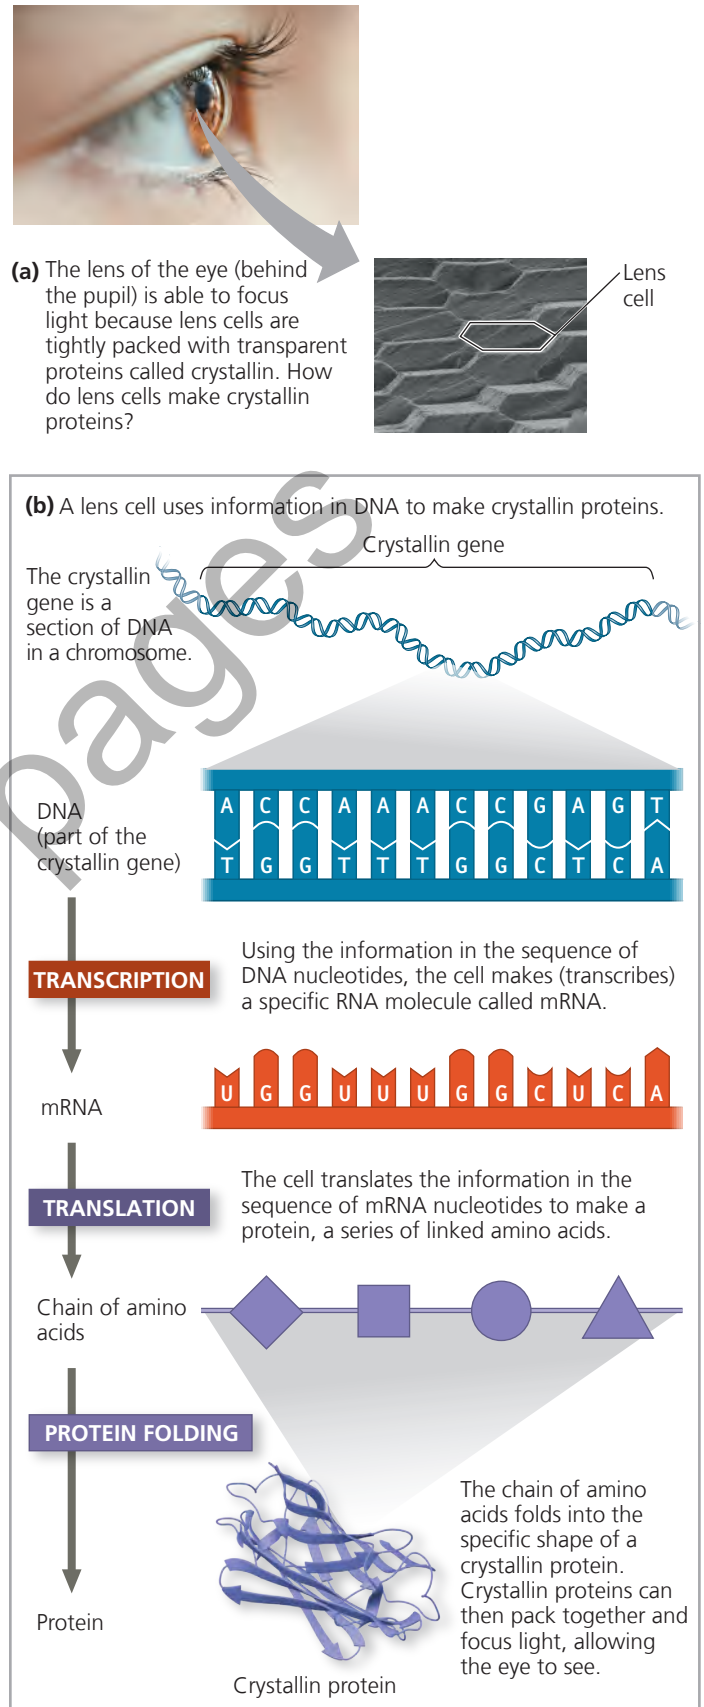 (a) The lens of the eye (behind
the pupil) is able to focus
light because lens cells are
tightly packed with transparent
proteins called crystallin. How
do lens cells make crystallin
proteins?
Lens
cell
(b) A lens cell uses information in DNA to make crystallin proteins.
Crystallin gene
The crystallin
gene is a
section of DNA
in a chromosome.
pages
DNA
(part of the
crystallin gene)
A C C A A A C C G A G T
T G G T T T G G C T C A
TRANSCRIPTION
Using the information in the sequence of
DNA nucleotides, the cell makes (transcribes)
a specific RNA molecule called mRNA.
mRNA
U G G U U U G G C U C A
TRANSLATION
The cell translates the information in the
sequence of mRNA nucleotides to make a
protein, a series of linked amino acids.
Chain of amino
acids
PROTEIN FOLDING
The chain of amino
acids folds into the
specific shape of a
crystallin protein.
Crystallin proteins can
then pack together and
focus light, allowing
the eye to see.
Protein
Crystallin protein